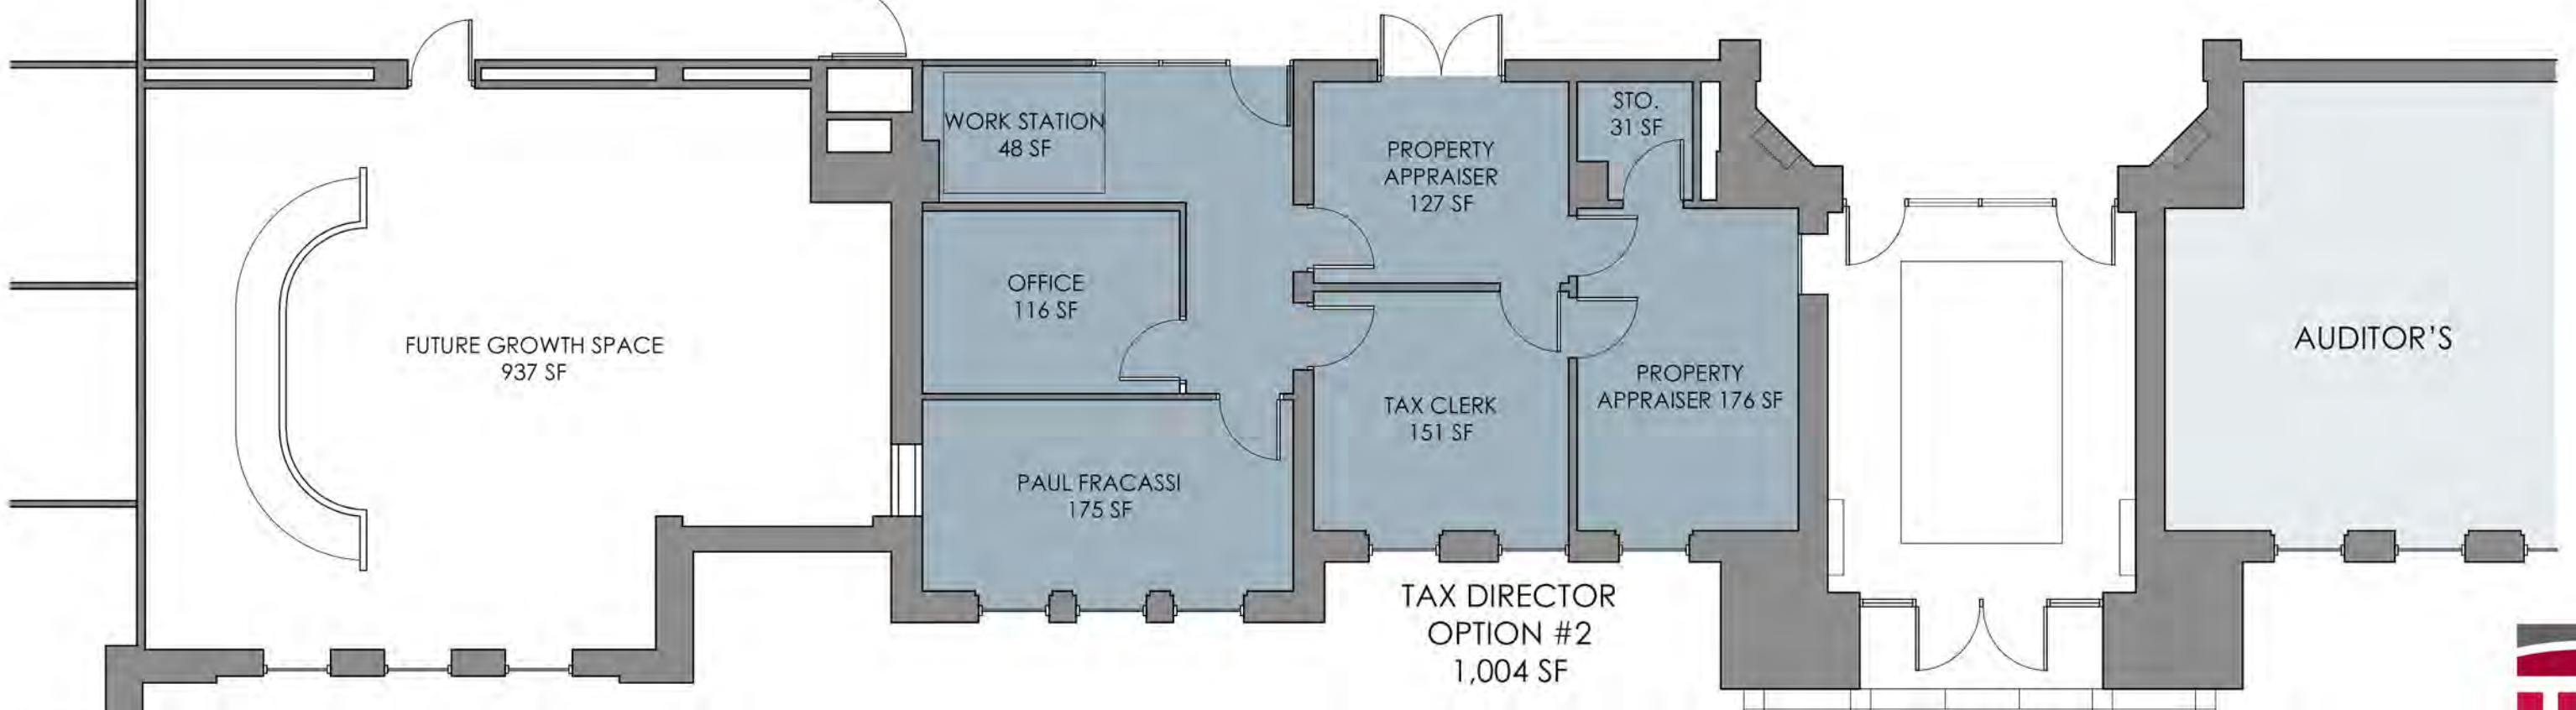 WORK STATION
48 SF
STO.
31 SF
PROPERTY
APPRAISER
127 SF
OFFICE
116 SF
FUTURE GROWTH SPACE
937 SF
AUDITOR'S
PROPERTY
APPRAISER 176 SF
TAX CLERK
151 SF
PAUL FRACASSI
175 SF
TAX DIRECTOR
OPTION #2
1,004 SF